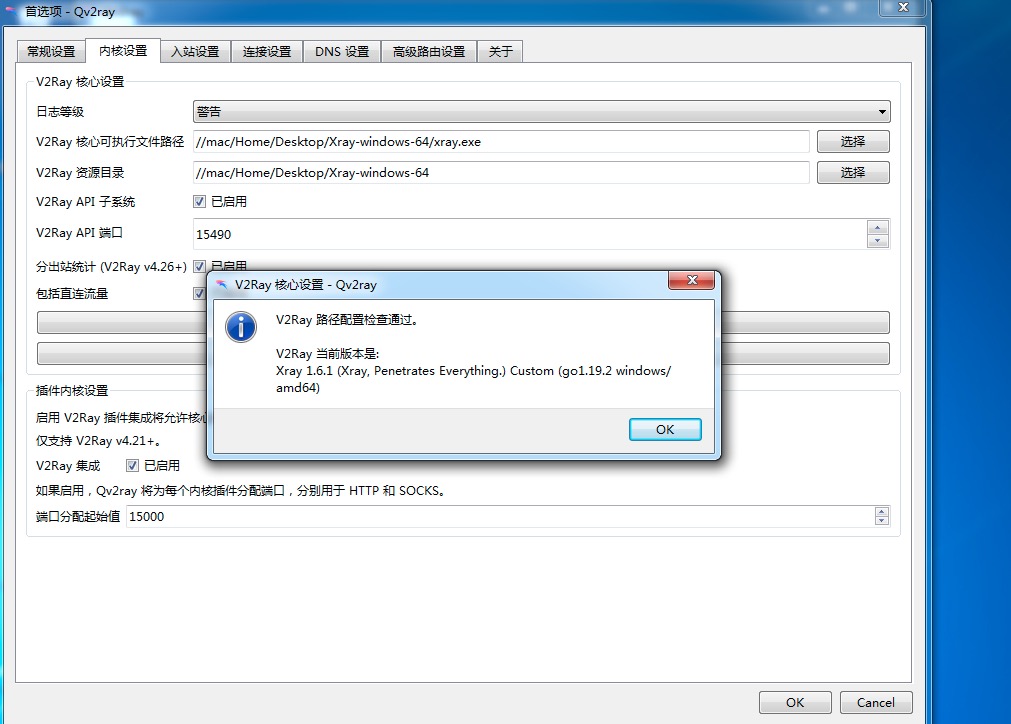 首选项 - Qv2ray
常规设置 内核设置 入站设置 连接设置 DNS 设置 高级路由设置 关于
V2Ray 核心设置
日志等级 警告
V2Ray 核心可执行文件路径 //mac/Home/Desktop/Xray-windows-64/xray.exe 选择
V2Ray 资源目录 //mac/Home/Desktop/Xray-windows-64 选择
V2Ray API 子系统 已启用
V2Ray API 端口 15490
分出站统计 (V2Ray v4.26+) 已启用
包括直连流量
V2Ray 核心设置 - Qv2ray
V2Ray 路径配置检查通过。
V2Ray 当前版本是:
Xray 1.6.1 (Xray, Penetrates Everything.) Custom (go1.19.2 windows/
amd64)
OK
插件内核设置
启用 V2Ray 插件集成将允许核
仅支持 V2Ray v4.21+。
V2Ray 集成 已启用
如果启用，Qv2ray 将为每个内核插件分配端口，分别用于 HTTP 和 SOCKS。
端口分配起始值 15000
OK Cancel